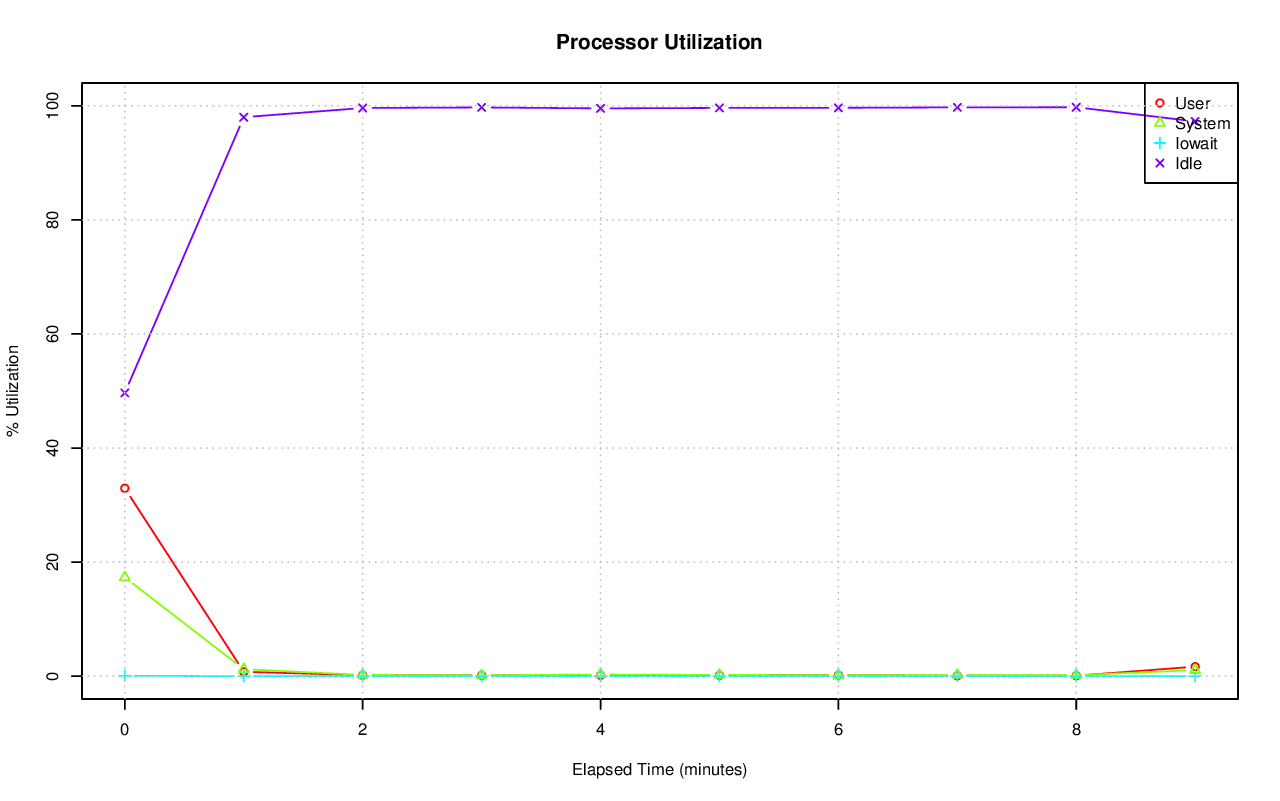 Processor Utilization
% Utilization
100
80
60
40
20
0
User
System
Iowait
Idle
0 2 4 6 8
Elapsed Time (minutes)